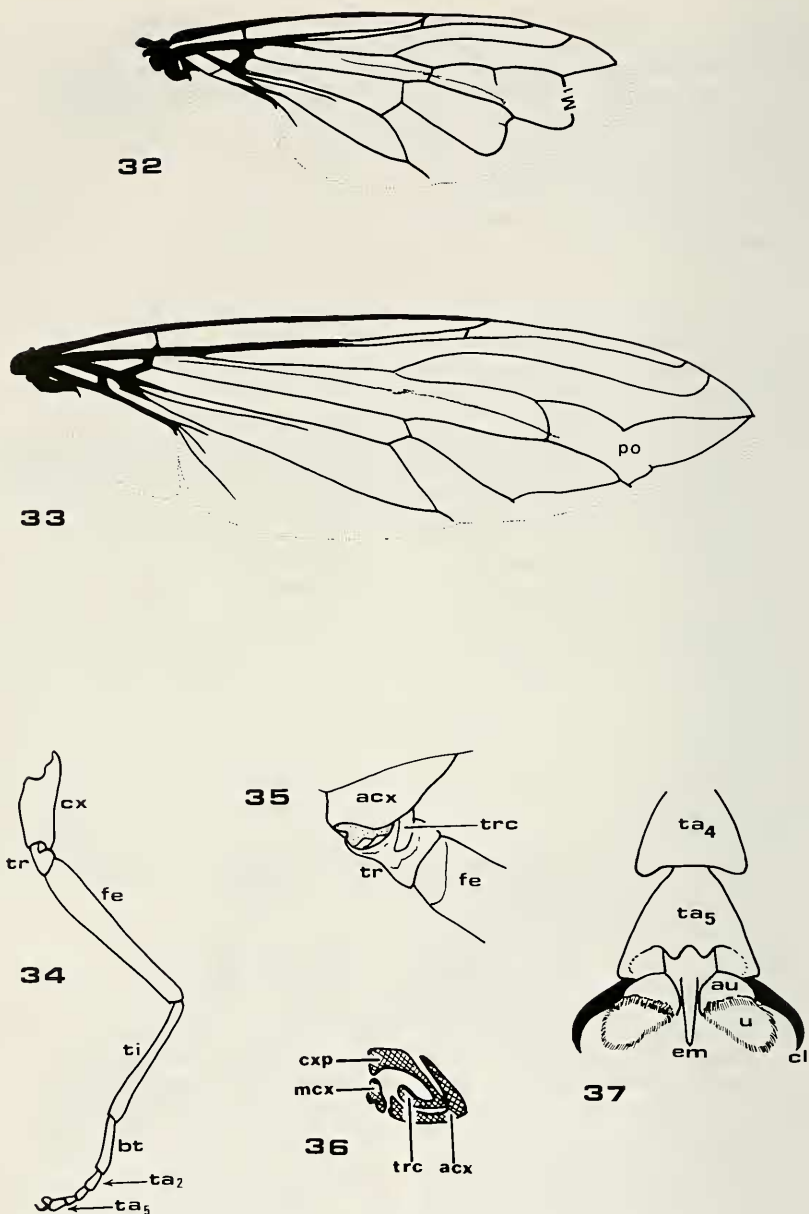 M₁
32
po
33
cx
tr
fe
34
ti
bt
ta₂
ta₅
35
acx
trc
tr
fe
cxp
mcx
36
trc acx
ta₄
ta₅
au
u
em
cl
37